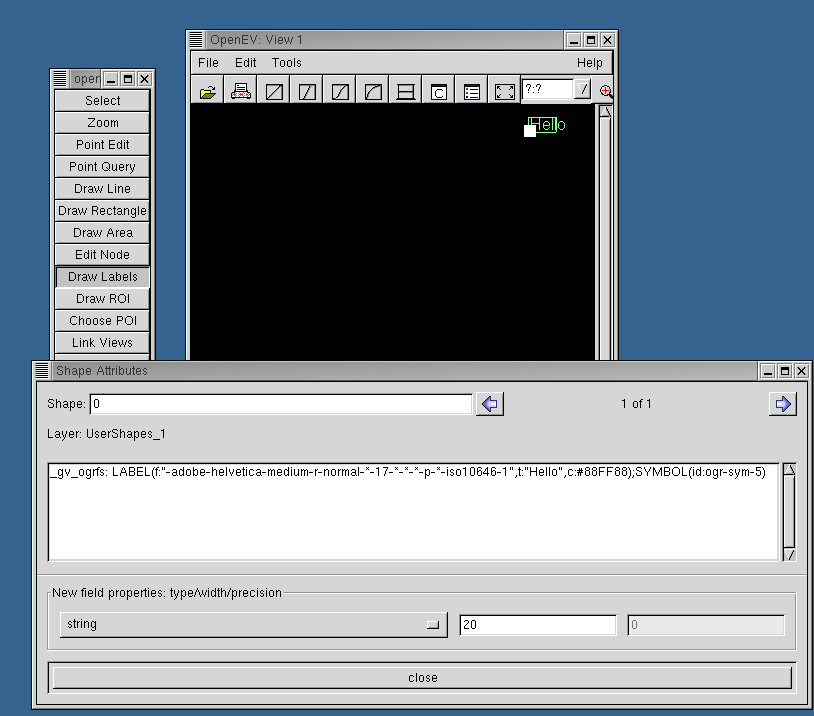 OpenEV: View 1
File Edit Tools Help
?:?
C
Hello
open
Select
Zoom
Point Edit
Point Query
Draw Line
Draw Rectangle
Draw Area
Edit Node
Draw Labels
Draw ROI
Choose POI
Link Views
Shape Attributes
Shape: 0 1 of 1
Layer: UserShapes_1
_gv_ogrfs: LABEL(f:"-adobe-helvetica-medium-r-normal-*-17-*-*-*-p-*-iso10646-1",t:"Hello",c:#88FF88);SYMBOL(id:ogr-sym-5)
New field properties: type/width/precision
string 20 0
close